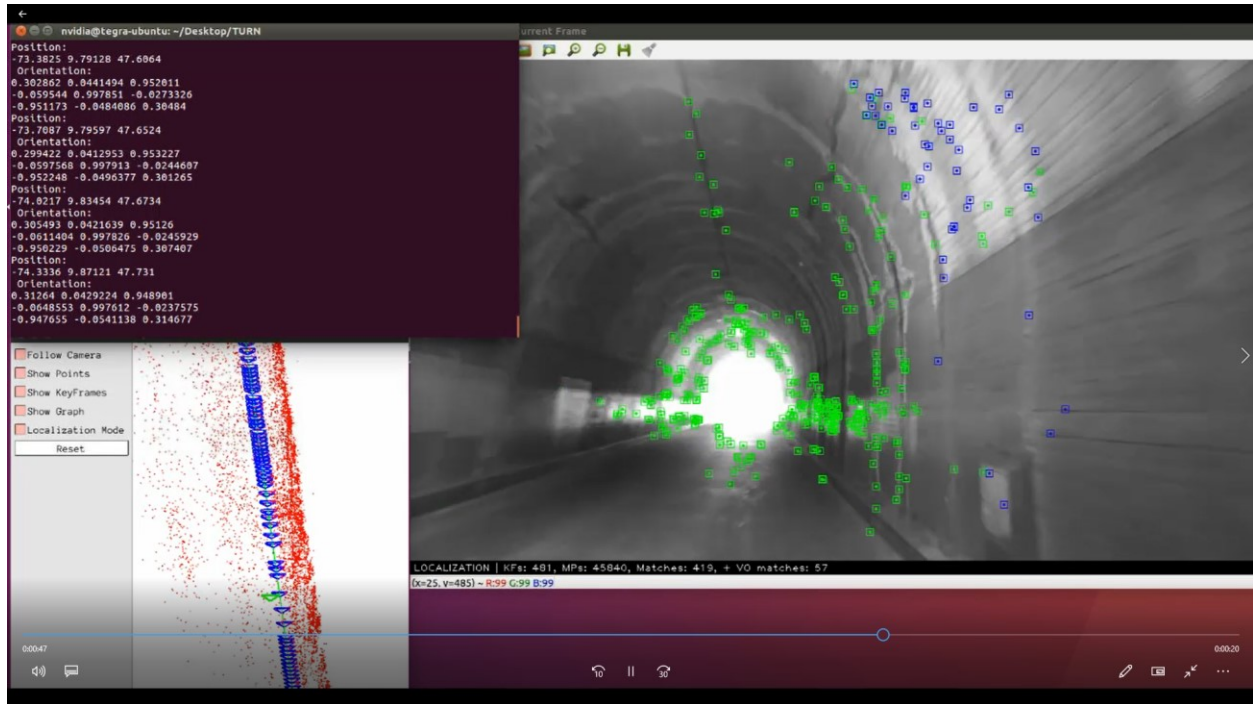 nvidia@tegra-ubuntu: ~/Desktop/TURN
urrent Frame
Position:
-73.3825 9.79128 47.6064
Orientation:
0.302862 0.0441494 0.952011
-0.059544 0.997851 -0.0273326
-0.951173 -0.0484086 0.30484
Position:
-73.7087 9.79597 47.6524
Orientation:
0.299422 0.0412953 0.953227
-0.0597568 0.997913 -0.0244607
-0.952248 -0.0496377 0.301265
Position:
-74.0217 9.83454 47.6734
Orientation:
0.305493 0.0421639 0.95126
-0.0611404 0.997826 -0.0245929
-0.950229 -0.0506475 0.307407
Position:
-74.3336 9.87121 47.731
Orientation:
0.31264 0.0429224 0.948901
-0.0648553 0.997612 -0.0237575
-0.947655 -0.0541138 0.314677
Follow Camera
Show Points
Show KeyFrames
Show Graph
Localization Mode
Reset
LOCALIZATION | KFs: 481, MPs: 45840, Matches: 419, + VO matches: 57
(x=25, y=485) ~ R:99 G:99 B:99
0:00:47
0:00:20
10
30